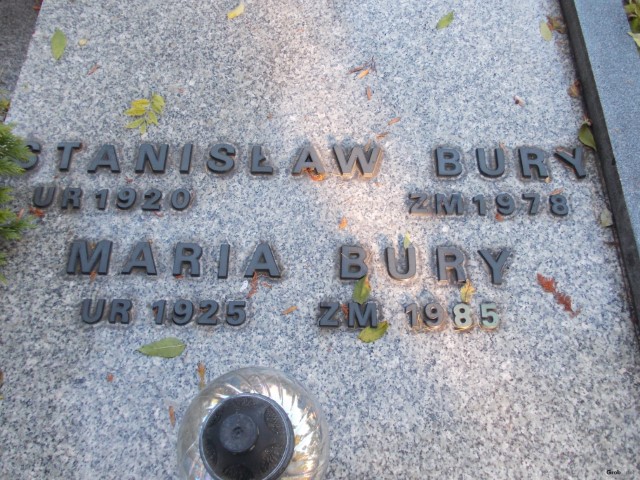 STANISŁAW BURY
UR 1920 ZM 1978
MARIA BURY
UR 1925 ZM 1985